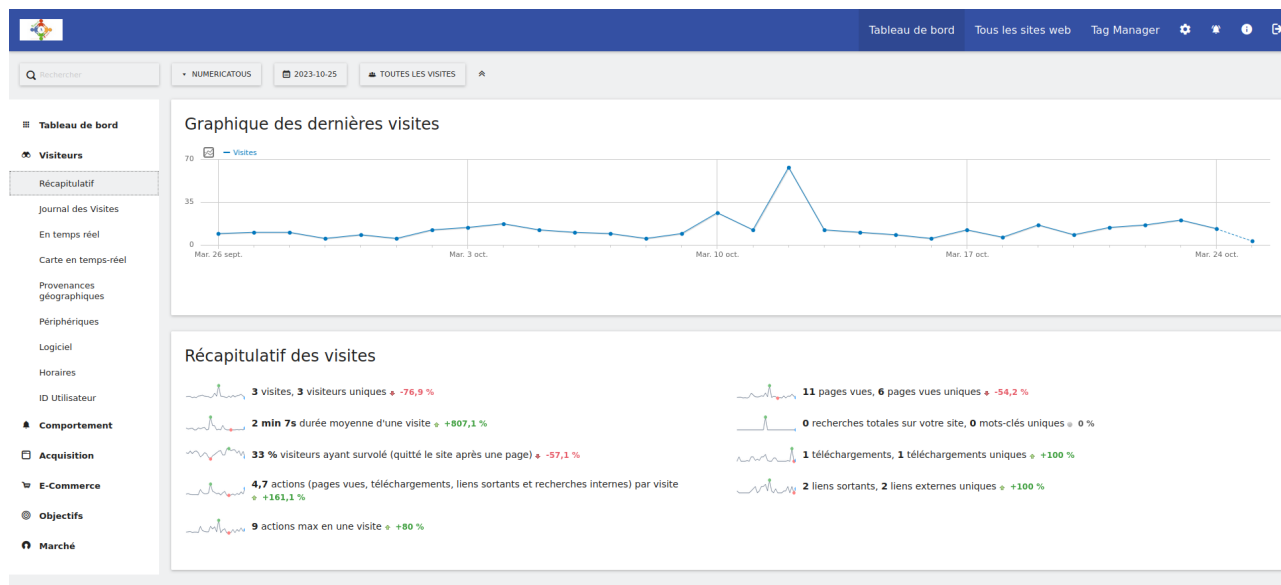 Tableau de bord Tous les sites web Tag Manager
Rechercher
NUMERICATOUS 2023-10-25 TOUTES LES VISITES
Tableau de bord
Visiteurs
Récapitulatif
Journal des Visites
En temps réel
Carte en temps-réel
Provenances
géographiques
Périphériques
Logiciel
Horaires
ID Utilisateur
Comportement
Acquisition
E-Commerce
Objectifs
Marché
Graphique des dernières visites
Visites
70
35
0
Mar. 26 sept. Mar. 3 oct. Mar. 10 oct. Mar. 17 oct. Mar. 24 oct.
Récapitulatif des visites
3 visites, 3 visiteurs uniques -76,9 %
2 min 7s durée moyenne d'une visite +807,1 %
33 % visiteurs ayant survolé (quitté le site après une page) -57,1 %
4,7 actions (pages vues, téléchargements, liens sortants et recherches internes) par visite
+161,1 %
9 actions max en une visite +80 %
11 pages vues, 6 pages vues uniques -54,2 %
0 recherches totales sur votre site, 0 mots-clés uniques 0 %
1 téléchargements, 1 téléchargements uniques +100 %
2 liens sortants, 2 liens externes uniques +100 %